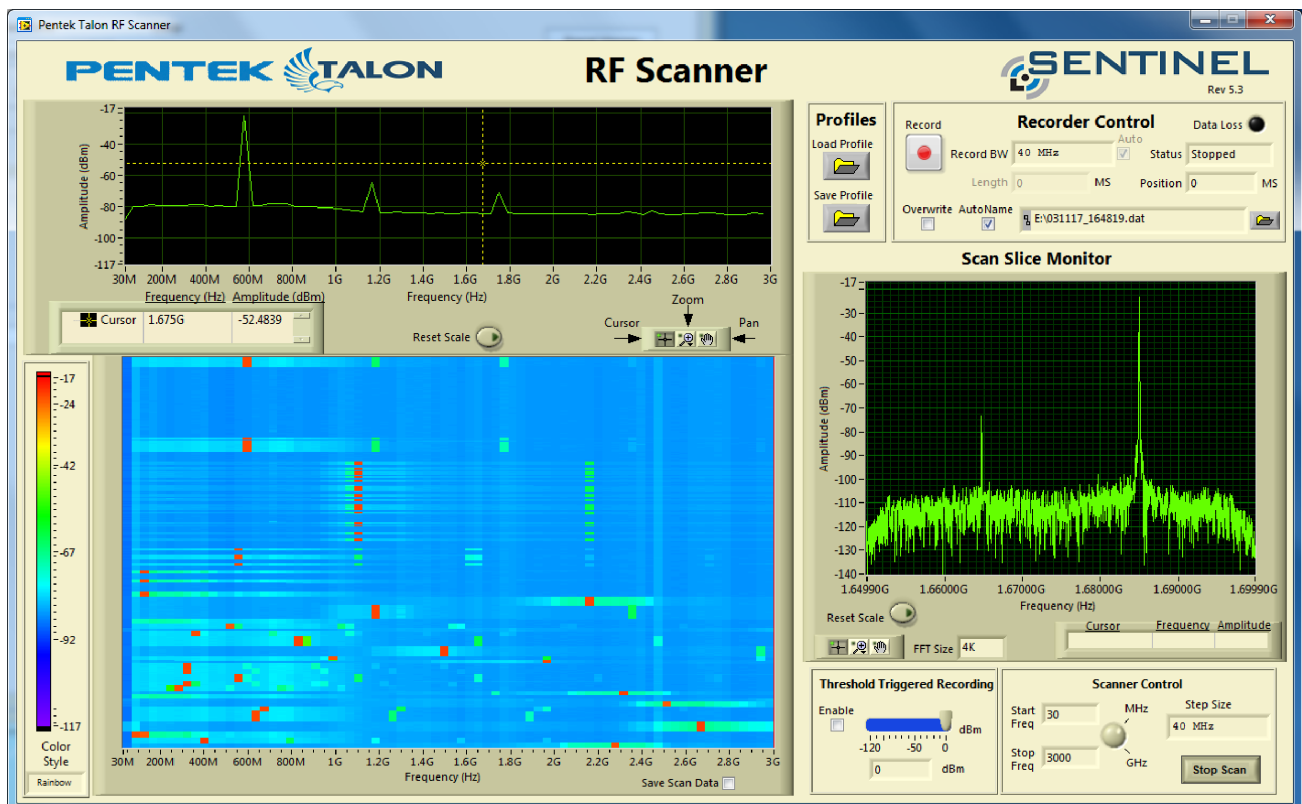 Pentek Talon RF Scanner
PENTEK TALON
RF Scanner
SENTINEL
Rev 5.3
-17
-40
-60
-80
-100
-117
Amplitude (dBm)
30M 200M 400M 600M 800M 1G 1.2G 1.4G 1.6G 1.8G 2G 2.2G 2.4G 2.6G 2.8G 3G
Frequency (Hz)
Frequency (Hz) Amplitude (dBm)
Cursor 1.675G -52.4839
Reset Scale
Zoom
Cursor
Pan
Profiles
Load Profile
Save Profile
Recorder Control
Record
Data Loss
Record BW 40 MHz
Auto
Status Stopped
Length 0 MS
Position 0 MS
Overwrite AutoName
E:\031117_164819.dat
-17
-24
-42
-67
-92
-117
Color
Style
Rainbow
30M 200M 400M 600M 800M 1G 1.2G 1.4G 1.6G 1.8G 2G 2.2G 2.4G 2.6G 2.8G 3G
Frequency (Hz)
Save Scan Data
Scan Slice Monitor
-17
-30
-40
-50
-60
-70
-80
-90
-100
-110
-120
-130
-140
Amplitude (dBm)
1.64990G 1.66000G 1.67000G 1.68000G 1.69000G 1.69990G
Frequency (Hz)
Reset Scale
FFT Size 4K
Cursor Frequency Amplitude
Threshold Triggered Recording
Enable
dBm
-120 -50 0
0 dBm
Scanner Control
Start
Freq 30
MHz
Step Size
40 MHz
Stop
Freq 3000
GHz
Stop Scan